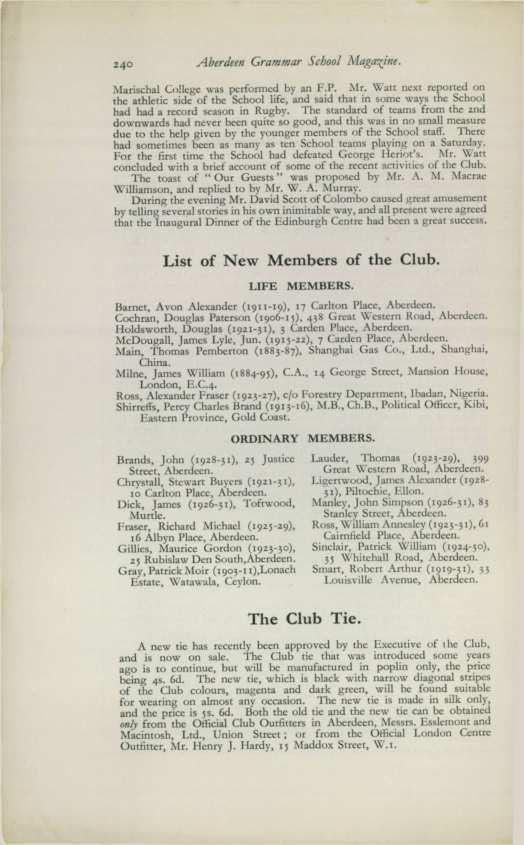 240
Aberdeen Grammar School Magazine.
Marischal College was performed by an F.P. Mr. Watt next reported on
the athletic side of the School life, and said that in some ways the School
had had a record season in Rugby. The standard of teams from the 2nd
downwards had never been quite so good, and this was in no small measure
due to the help given by the younger members of the School staff. There
had sometimes been as many as ten School teams playing on a Saturday.
For the first time the School had defeated George Heriot's. Mr. Watt
concluded with a brief account of some of the recent activities of the Club.
The toast of "Our Guests" was proposed by Mr. A. M. Macrae
Williamson, and replied to by Mr. W. A. Murray.
During the evening Mr. David Scott of Colombo caused great amusement
by telling several stories in his own inimitable way, and all present were agreed
that the Inaugural Dinner of the Edinburgh Centre had been a great success.
List of New Members of the Club.
LIFE MEMBERS.
Barnet, Avon Alexander (1911-19), 17 Carlton Place, Aberdeen.
Cochran, Douglas Paterson (1906-15), 438 Great Western Road, Aberdeen.
Holdsworth, Douglas (1921-31), 3 Carden Place, Aberdeen.
McDougall, James Lyle, Jun. (1915-22), 7 Carden Place, Aberdeen.
Main, Thomas Pemberton (1883-87), Shanghai Gas Co., Ltd., Shanghai,
China.
Milne, James William (1884-95), C.A., 14 George Street, Mansion House,
London, E.C.4.
Ross, Alexander Fraser (1923-27), c/o Forestry Department, Ibadan, Nigeria.
Shirreffs, Percy Charles Brand (1913-16), M.B., Ch.B., Political Officer, Kibi,
Eastern Province, Gold Coast.
ORDINARY MEMBERS.
Brands, John (1928-31), 25 Justice
Street, Aberdeen.
Chrystall, Stewart Buyers (1921-31),
10 Carlton Place, Aberdeen.
Dick, James (1926-31), Toftwood,
Murtle.
Fraser, Richard Michael (1925-29),
16 Albyn Place, Aberdeen.
Gillies, Maurice Gordon (1923-30),
25 Rubislaw Den South, Aberdeen.
Gray, Patrick Moir (1903-11), Lonach
Estate, Watawala, Ceylon.
Lauder, Thomas (1923-29), 399
Great Western Road, Aberdeen.
Ligertwood, James Alexander (1928-
31), Piltochie, Ellon.
Manley, John Simpson (1926-31), 83
Stanley Street, Aberdeen.
Ross, William Annesley (1923-31), 61
Cairnfield Place, Aberdeen.
Sinclair, Patrick William (1924-30),
35 Whitehall Road, Aberdeen.
Smart, Robert Arthur (1919-31), 33
Louisville Avenue, Aberdeen.
The Club Tie.
A new tie has recently been approved by the Executive of the Club,
and is now on sale. The Club tie that was introduced some years
ago is to continue, but will be manufactured in poplin only, the price
being 4s. 6d. The new tie, which is black with narrow diagonal stripes
of the Club colours, magenta and dark green, will be found suitable
for wearing on almost any occasion. The new tie is made in silk only,
and the price is 5s. 6d. Both the old tie and the new tie can be obtained
only from the Official Club Outfitters in Aberdeen, Messrs. Esslemont and
Macintosh, Ltd., Union Street; or from the Official London Centre
Outfitter, Mr. Henry J. Hardy, 15 Maddox Street, W.1.